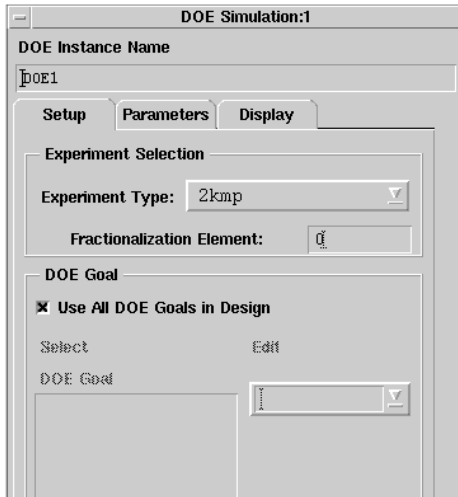 DOE Simulation:1
DOE Instance Name
DOE1
Setup Parameters Display
Experiment Selection
Experiment Type: 2kmp
Fractionalization Element: 0
DOE Goal
Use All DOE Goals in Design
Select Edit
DOE Goal